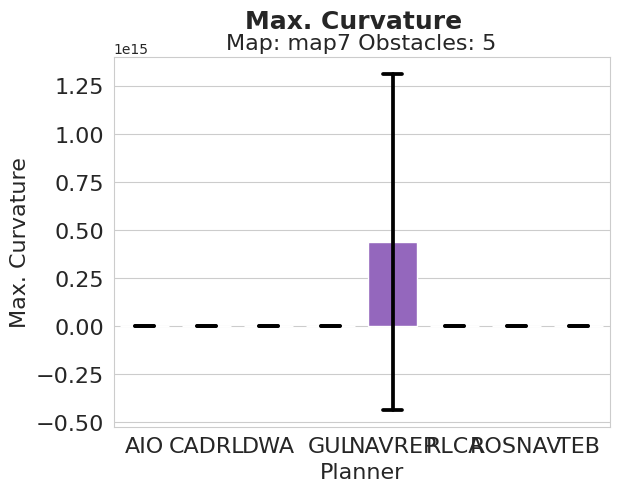 Max. Curvature
Map: map7 Obstacles: 5
1e15
1.25
1.00
0.75
0.50
0.25
0.00
−0.25
−0.50
Max. Curvature
AIO CADRL DWA GUL NAVREP RLCA ROSNAV TEB
Planner